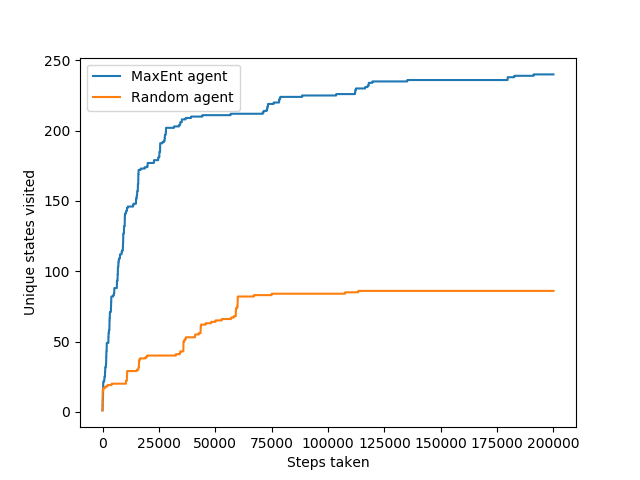 250
200
150
100
50
0
Unique states visited
MaxEnt agent
Random agent
0 25000 50000 75000 100000 125000 150000 175000 200000
Steps taken